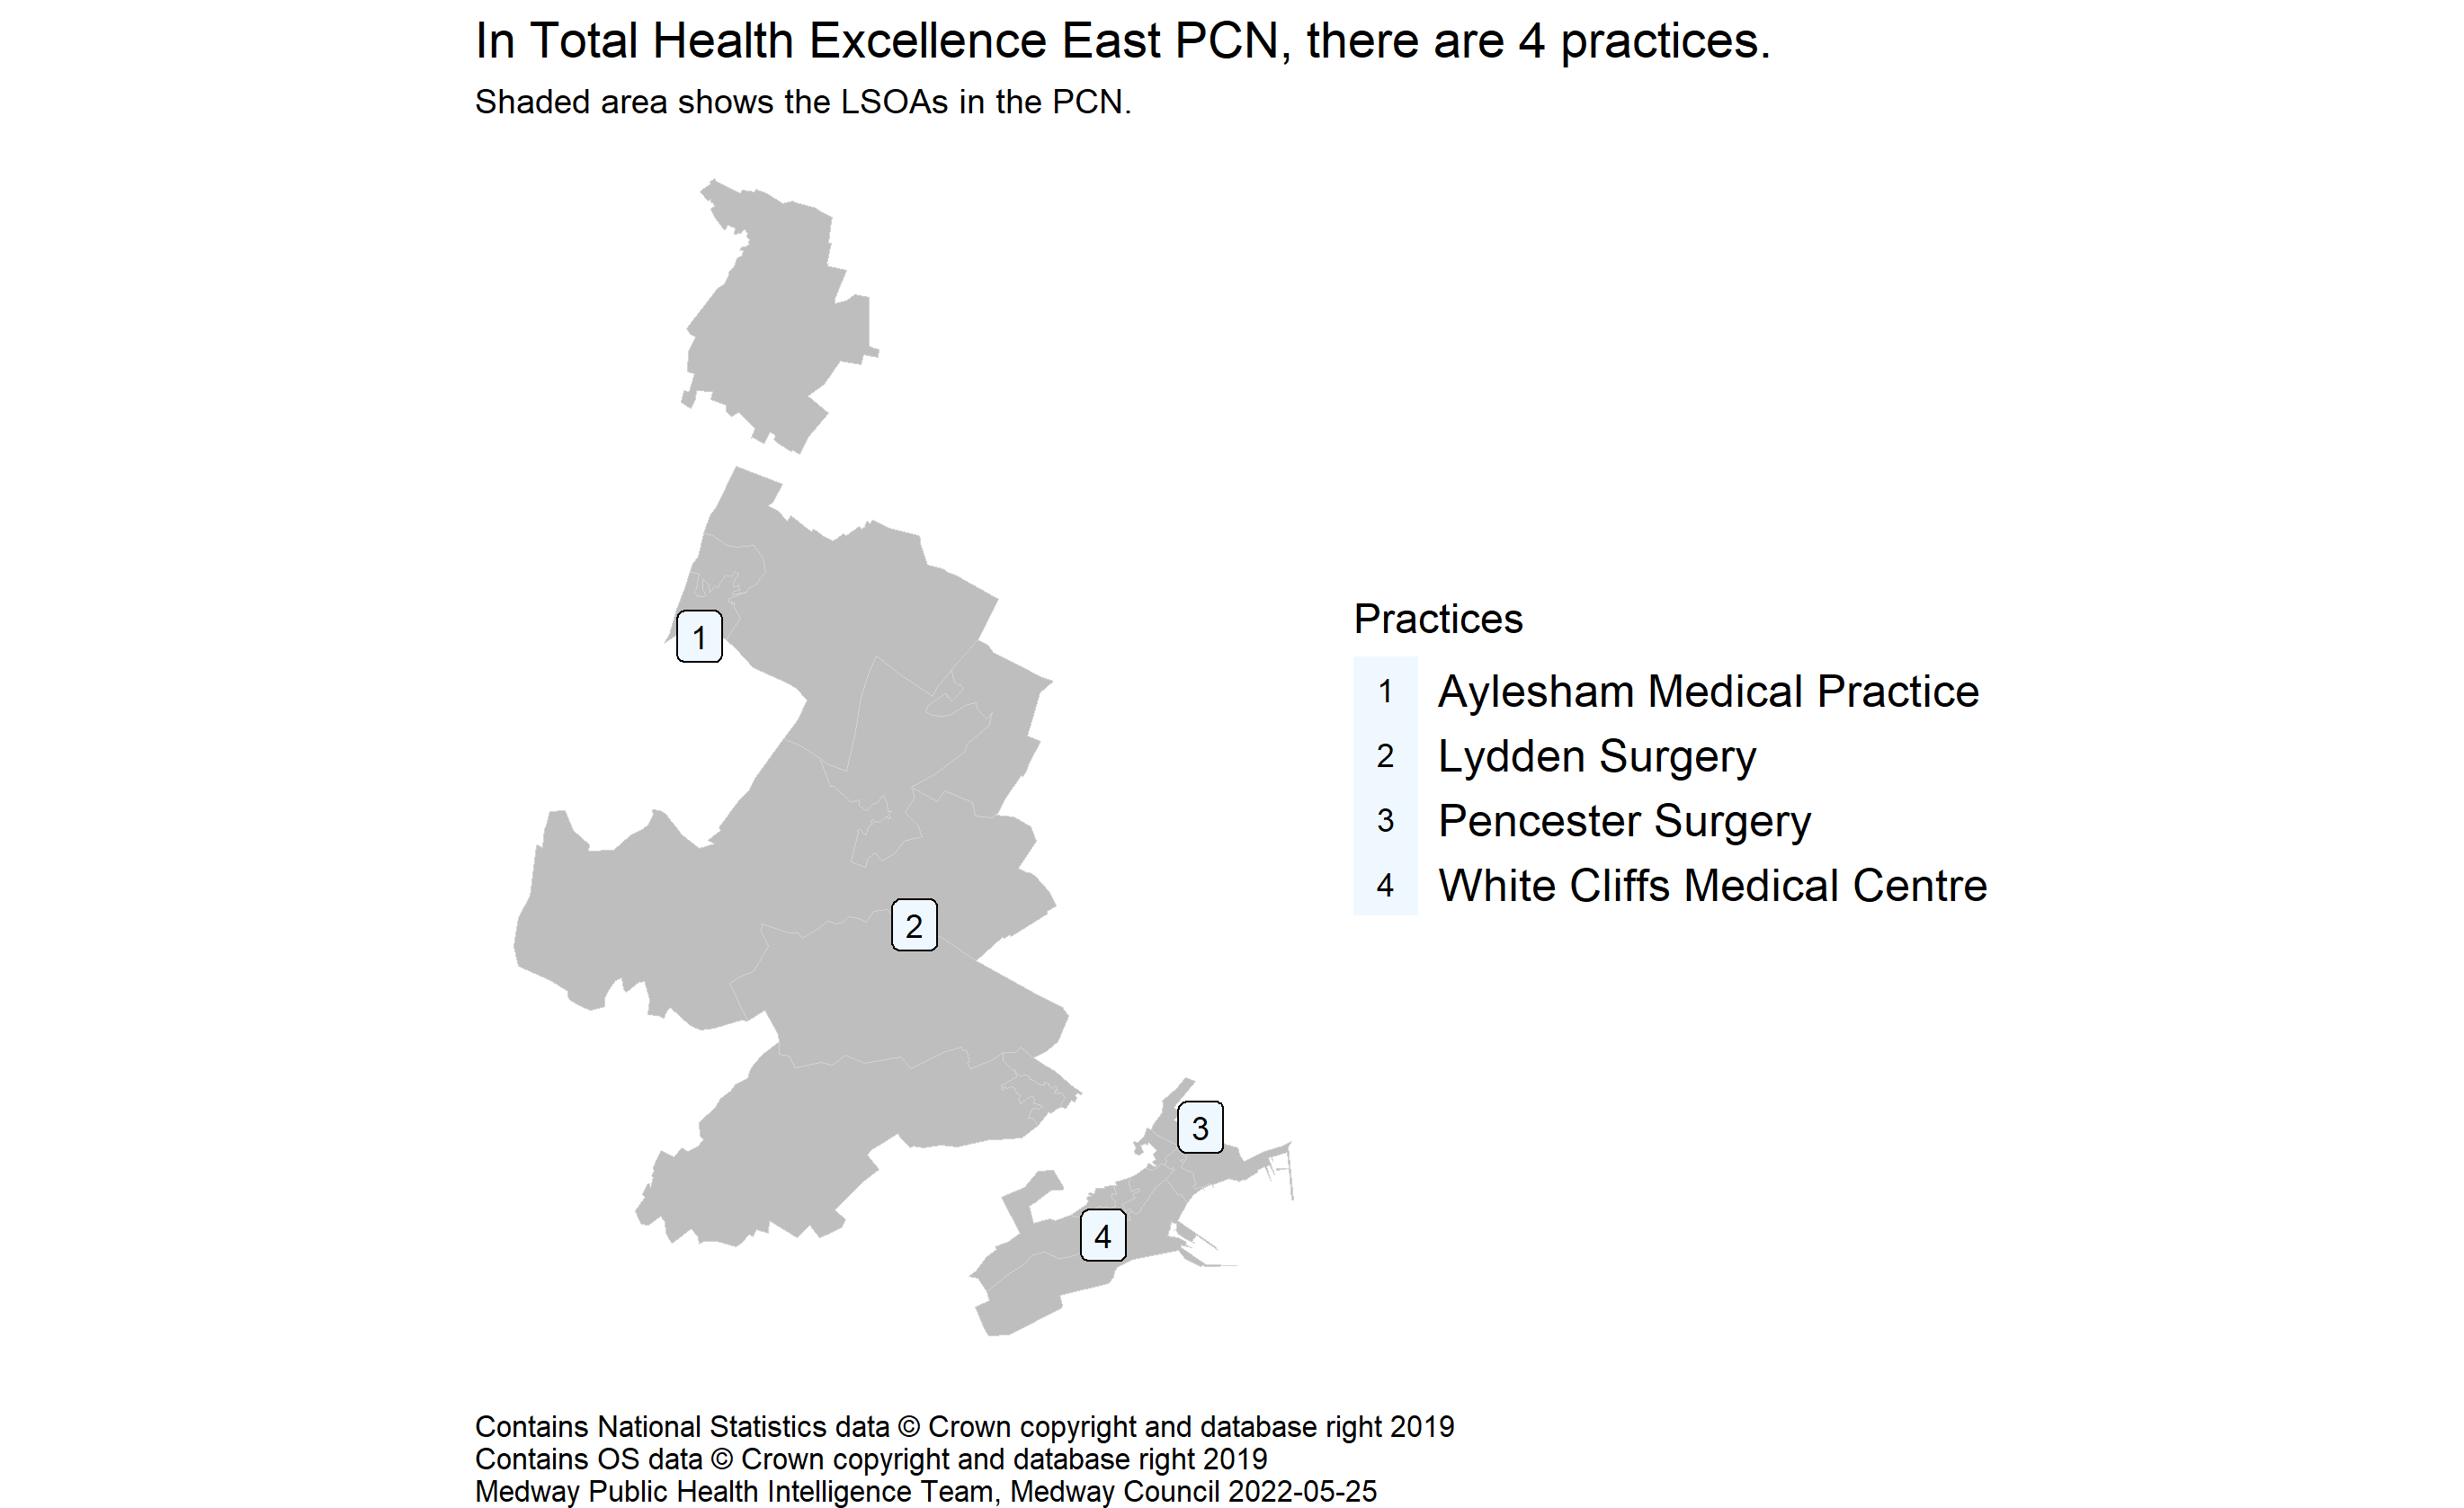 In Total Health Excellence East PCN, there are 4 practices.
Shaded area shows the LSOAs in the PCN.
1
2
3
4
Practices
1 Aylesham Medical Practice
2 Lydden Surgery
3 Pencester Surgery
4 White Cliffs Medical Centre
Contains National Statistics data © Crown copyright and database right 2019
Contains OS data © Crown copyright and database right 2019
Medway Public Health Intelligence Team, Medway Council 2022-05-25